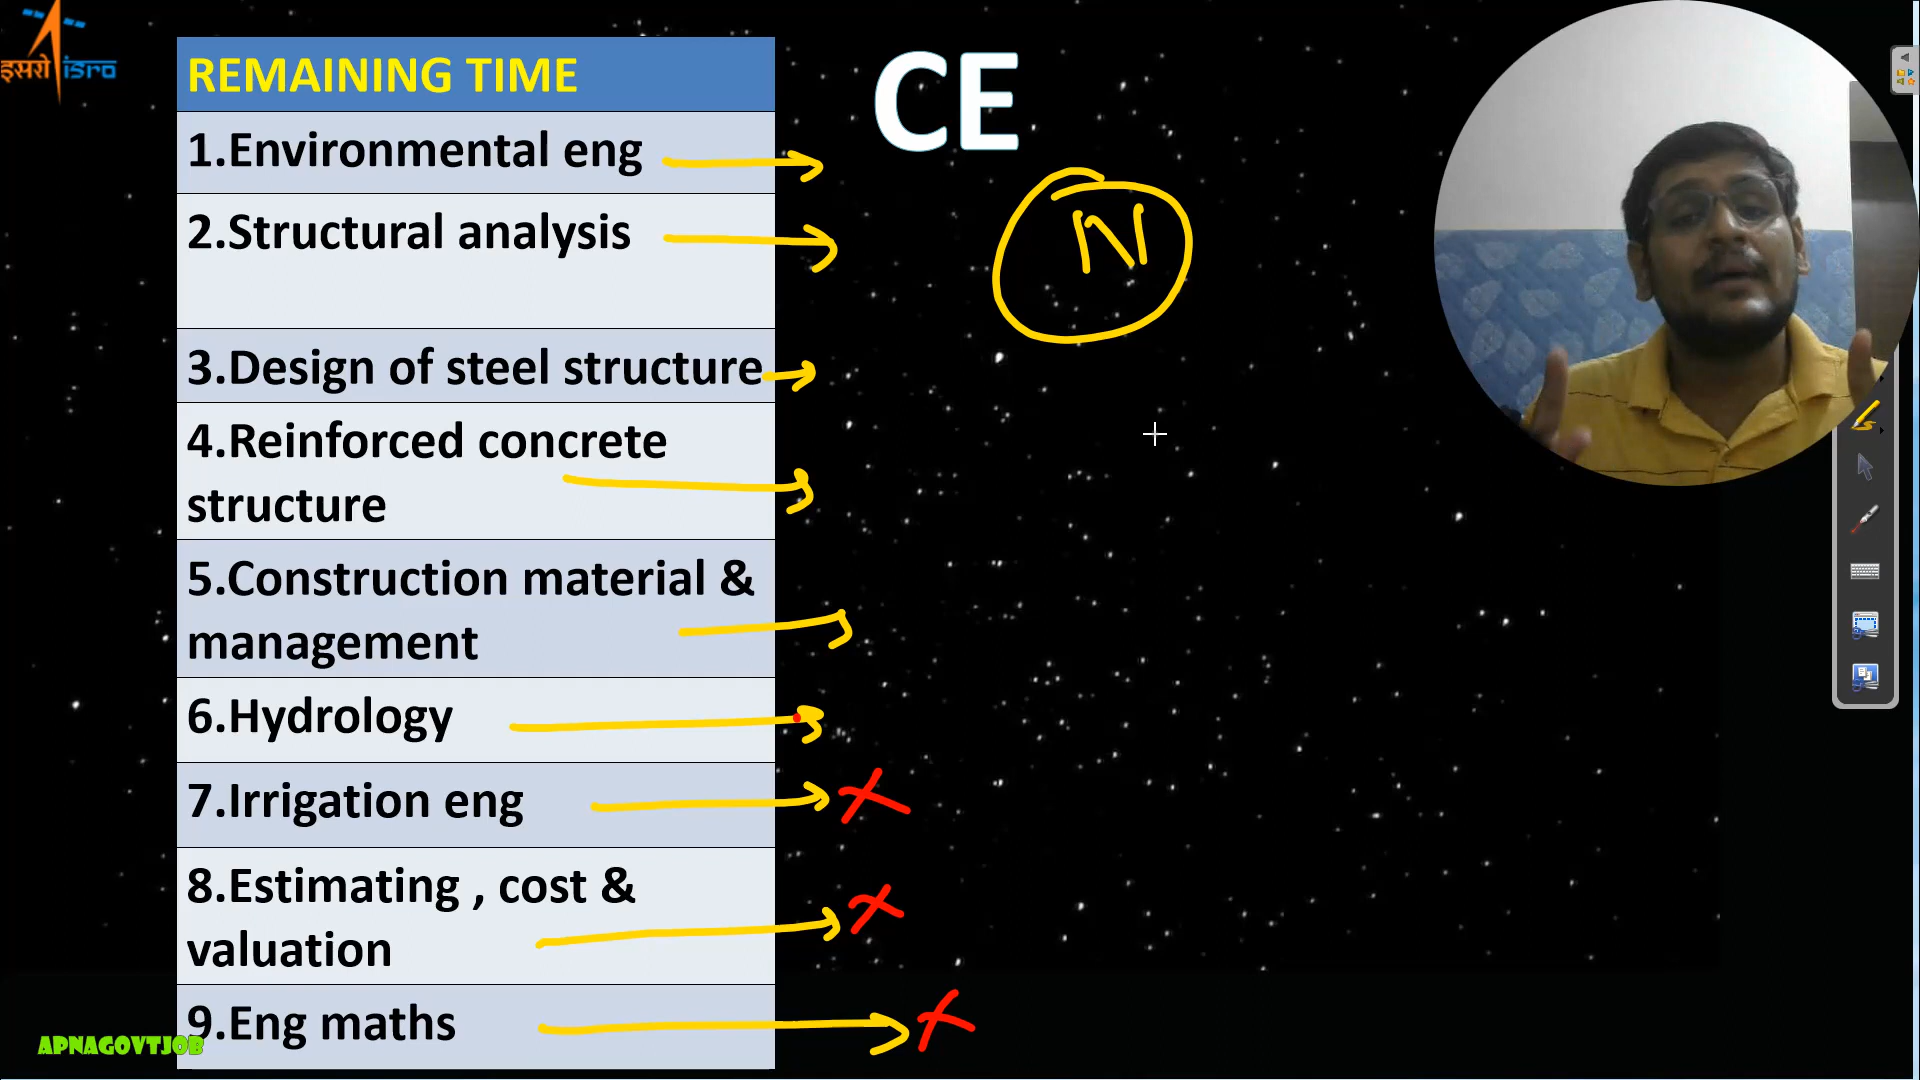 इसरो isro
REMAINING TIME
CE
1.Environmental eng
N
2.Structural analysis
3.Design of steel structure
4.Reinforced concrete
structure
5.Construction material &
management
6.Hydrology
7.Irrigation eng
8.Estimating , cost &
valuation
9.Eng maths
APNAGOVTJOB